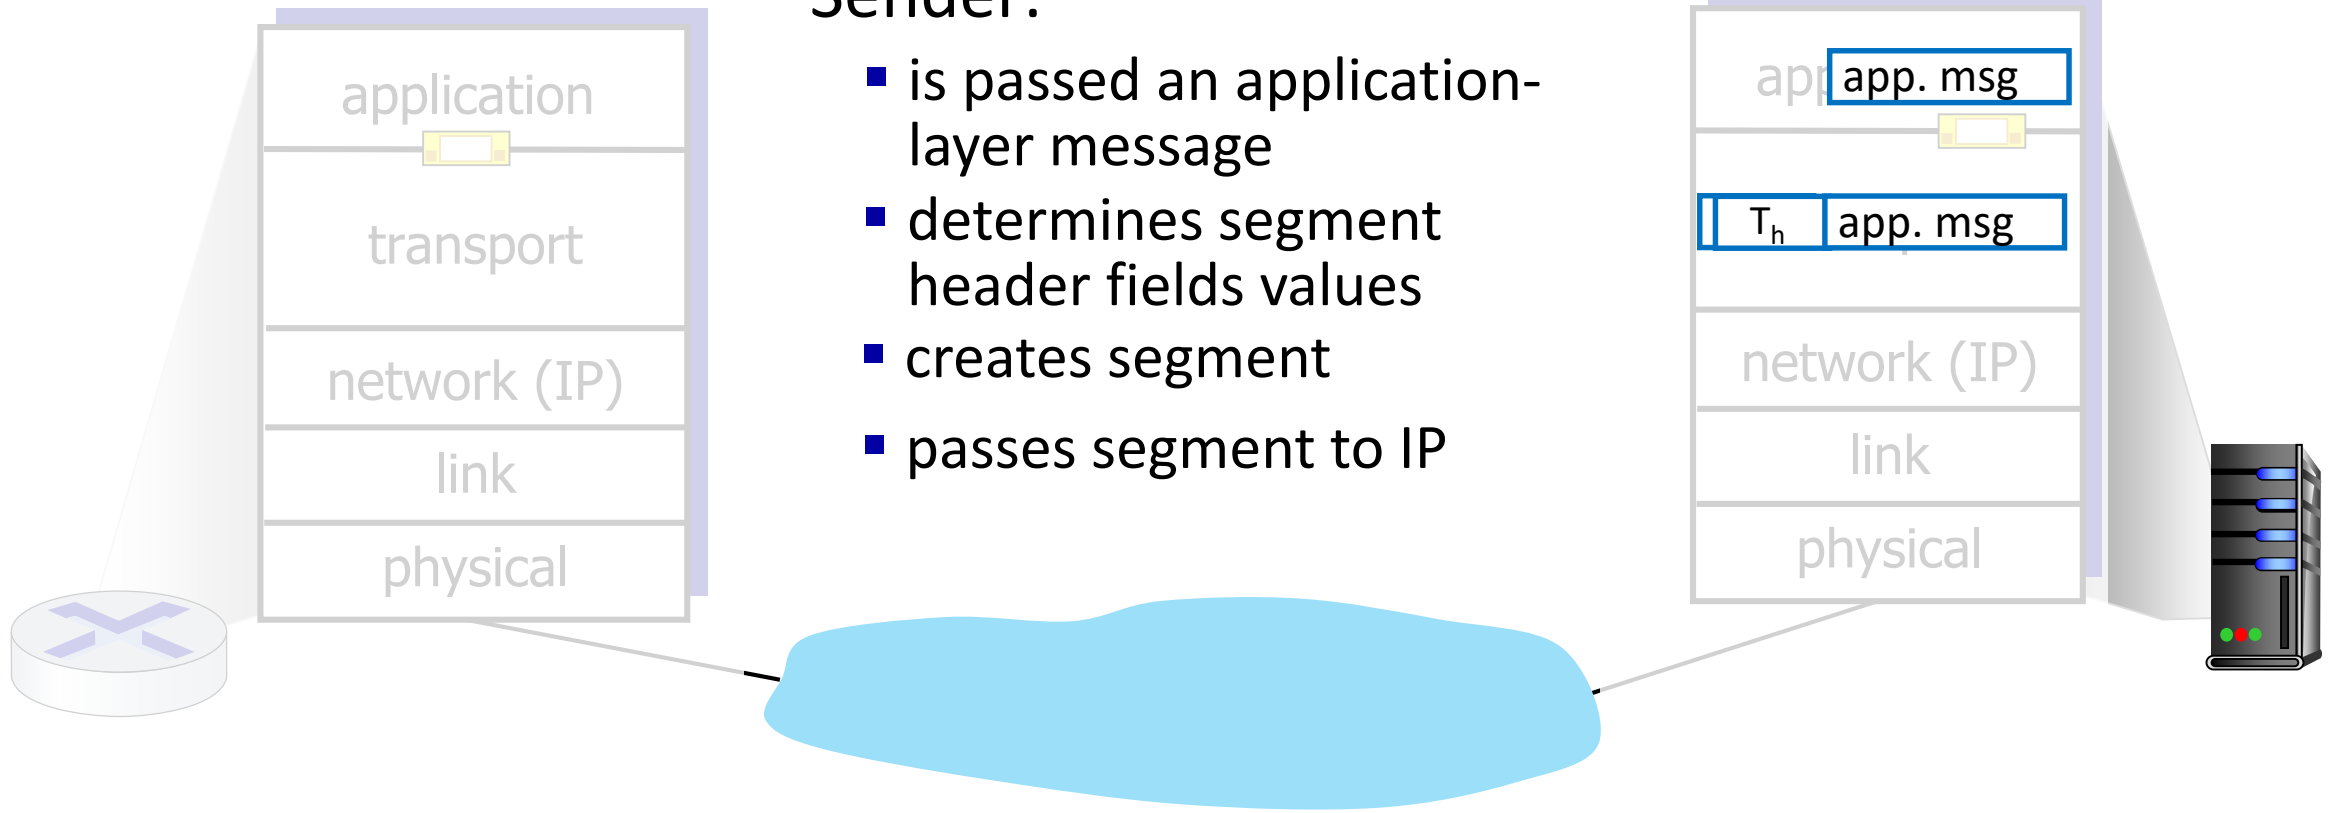 application
transport
network (IP)
link
physical
Sender:
is passed an application-
layer message
determines segment
header fields values
creates segment
passes segment to IP
app. msg
Th app. msg
network (IP)
link
physical